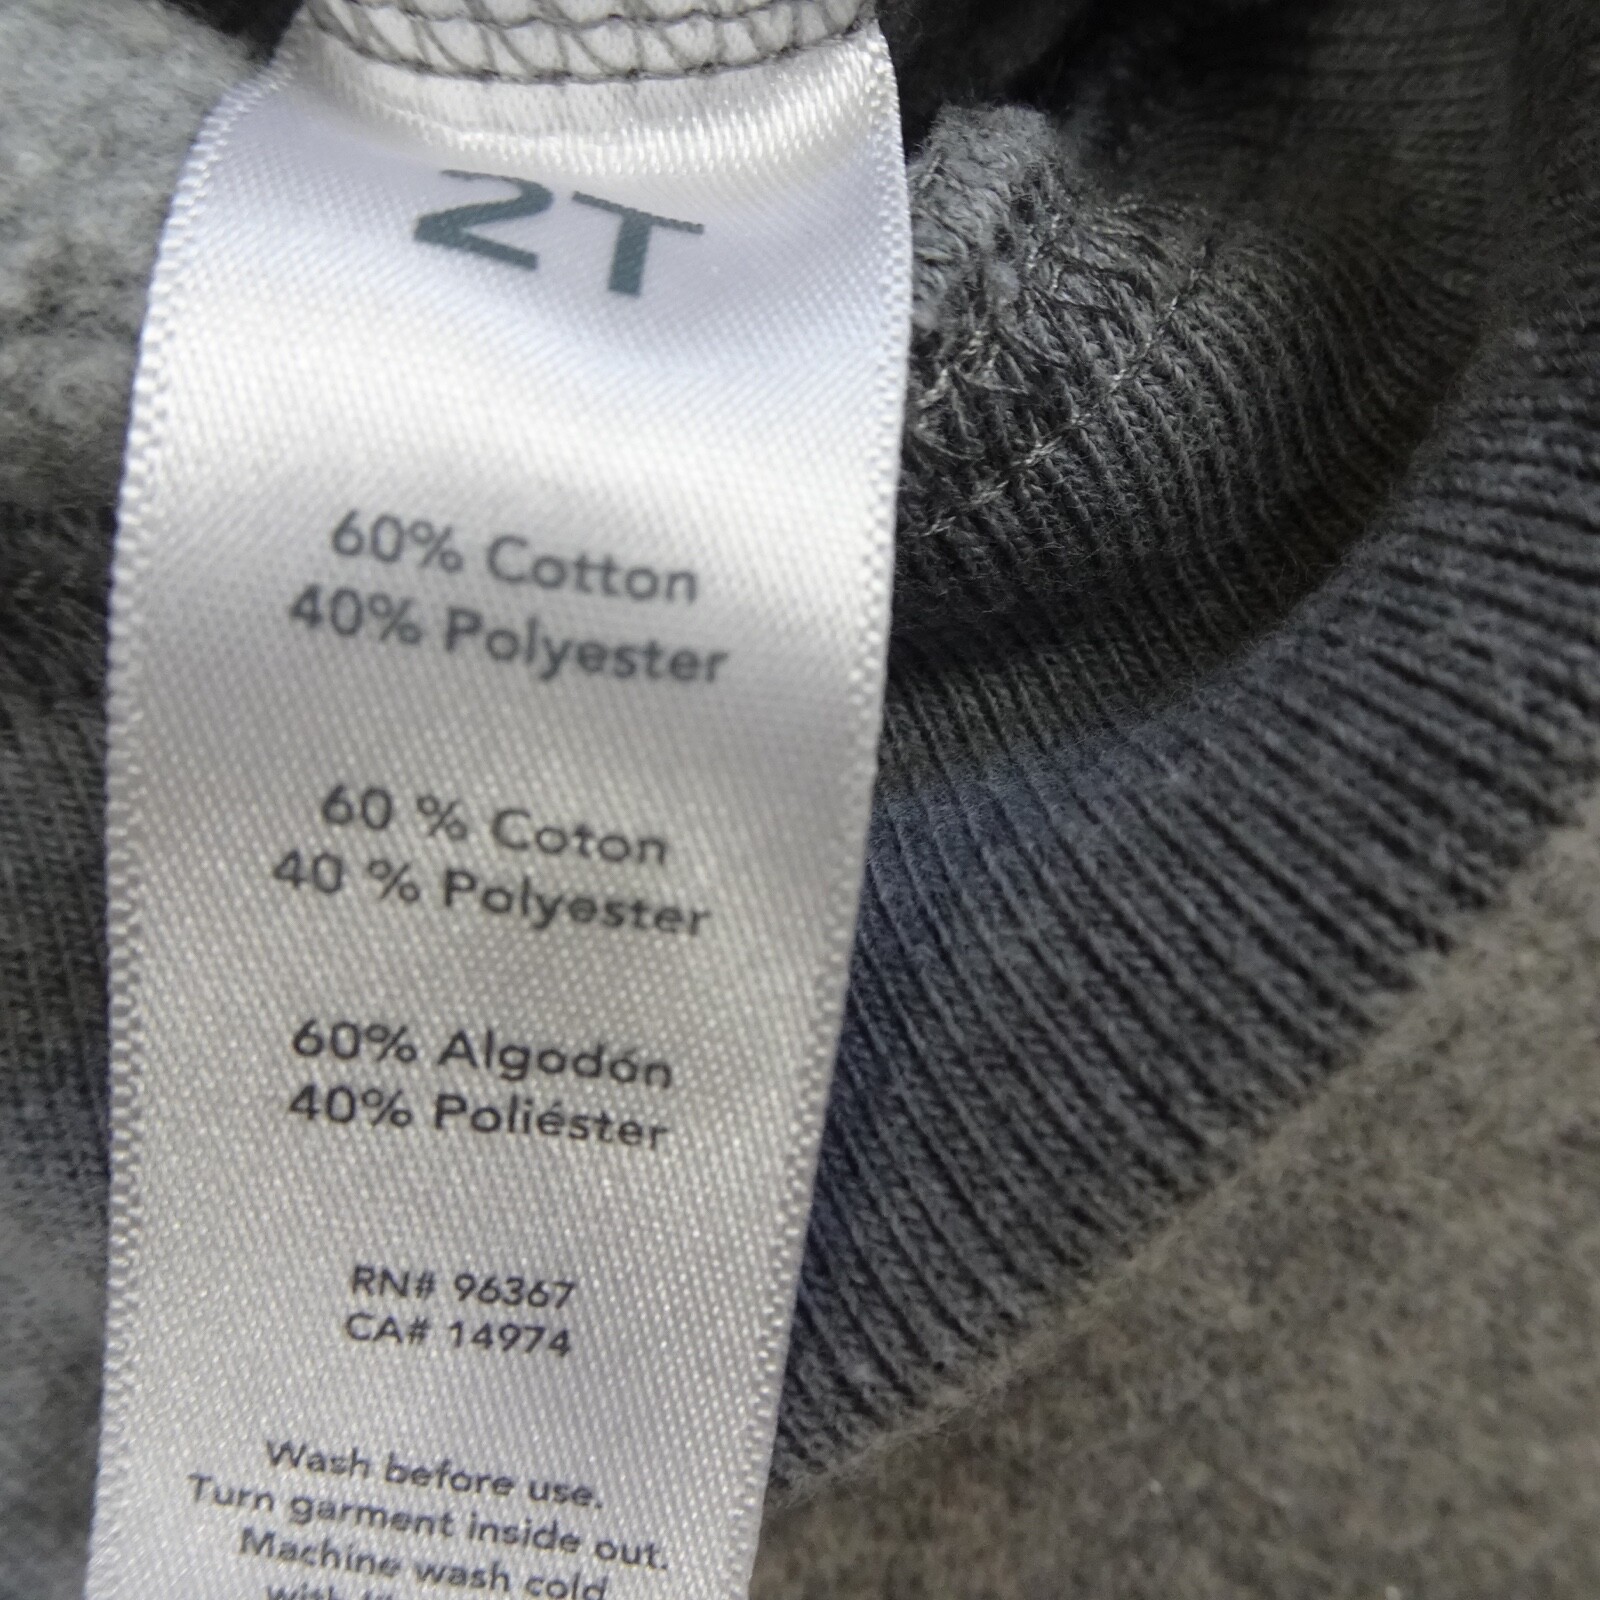 2T
60% Cotton
40% Polyester
60 % Coton
40 % Polyester
60% Algodón
40% Poliéster
RN# 96367
CA# 14974
Wash before use.
Turn garment inside out.
Machine wash cold
with